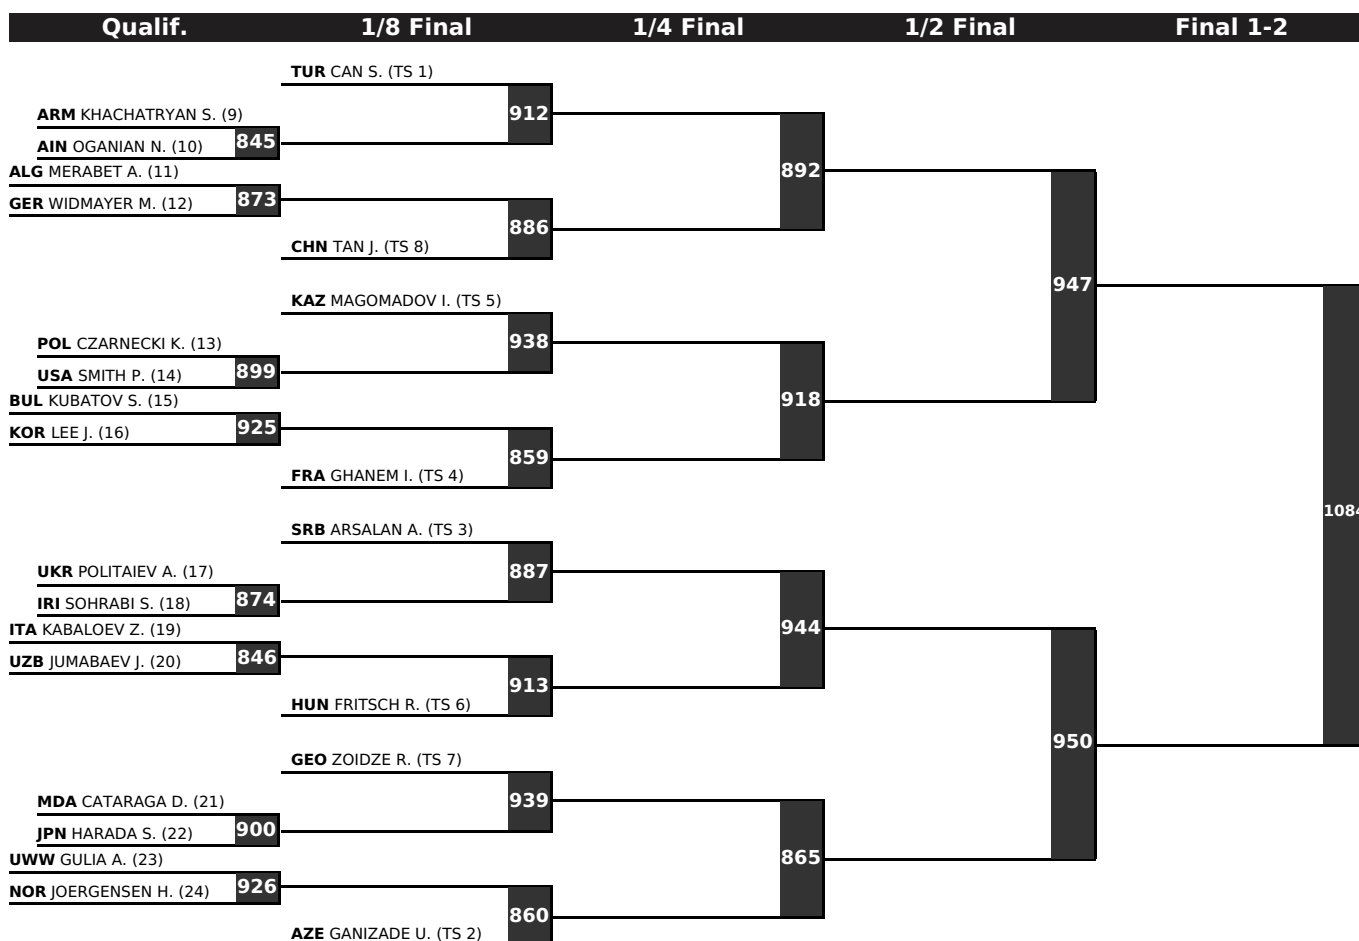 Qualif. 1/8 Final 1/4 Final 1/2 Final Final 1-2
TUR CAN S. (TS 1)
912
ARM KHACHATRYAN S. (9)
845
AIN OGANIAN N. (10)
ALG MERABET A. (11)
892
873
GER WIDMAYER M. (12)
886
CHN TAN J. (TS 8)
947
KAZ MAGOMADOV I. (TS 5)
938
POL CZARNECKI K. (13)
899
USA SMITH P. (14)
BUL KUBATOV S. (15)
918
925
KOR LEE J. (16)
859
FRA GHANEM I. (TS 4)
1084
SRB ARSALAN A. (TS 3)
887
UKR POLITAIEV A. (17)
874
IRI SOHRABI S. (18)
ITA KABALOEV Z. (19)
944
846
UZB JUMABAEV J. (20)
913
HUN FRITSCH R. (TS 6)
950
GEO ZOIDZE R. (TS 7)
939
MDA CATARAGA D. (21)
900
JPN HARADA S. (22)
UWW GULIA A. (23)
865
926
NOR JOERGENSEN H. (24)
860
AZE GANIZADE U. (TS 2)